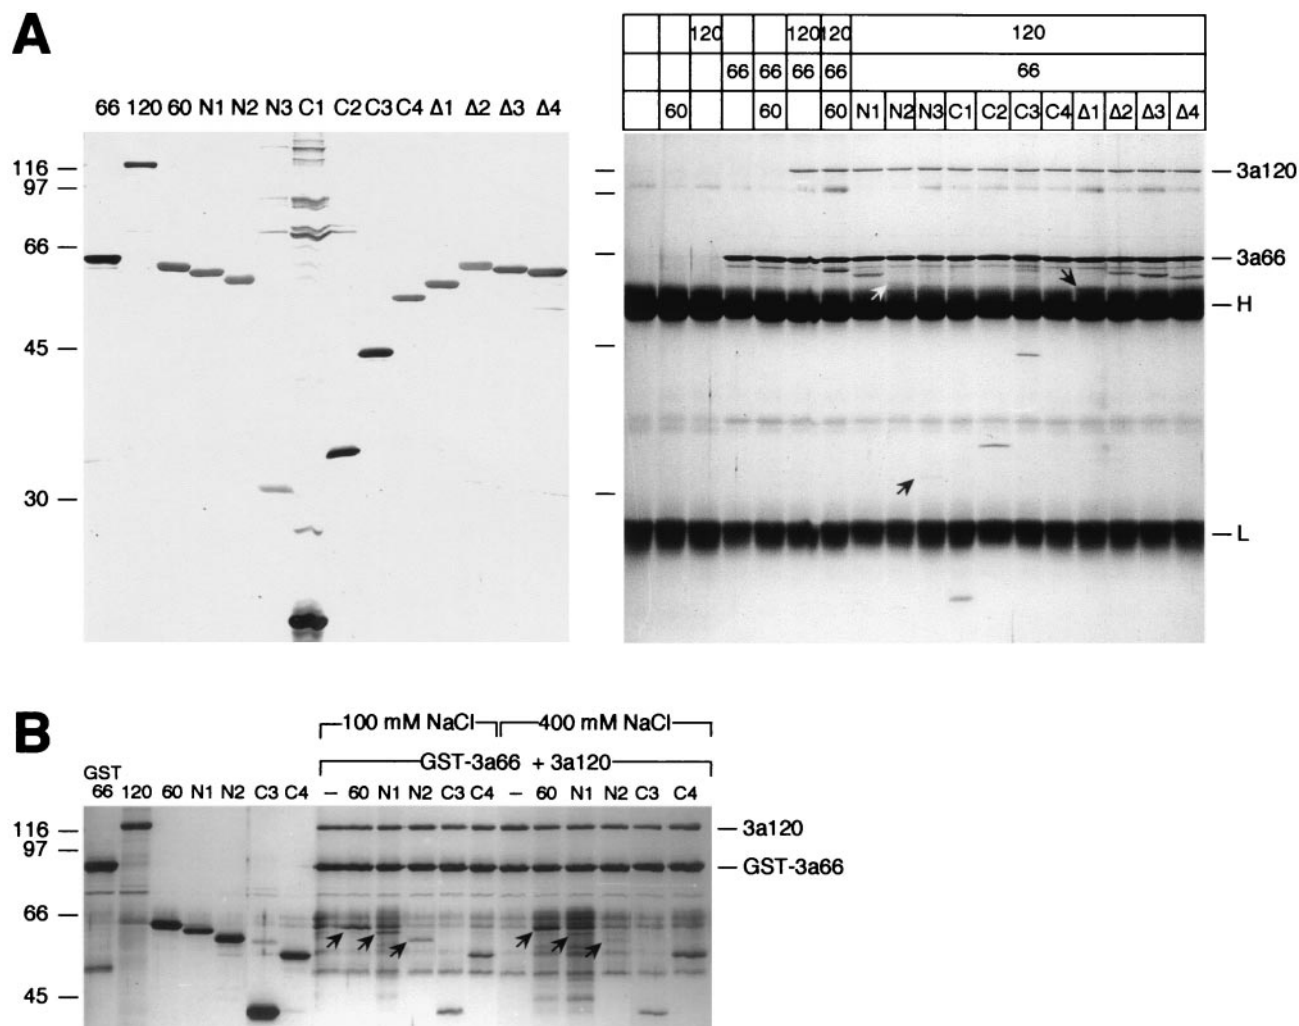 A
66 120 60 N1 N2 N3 C1 C2 C3 C4 Δ1 Δ2 Δ3 Δ4
116
97
66
45
30
120 120 120 120
66 66 66 66 66
60 60 60 N1 N2 N3 C1 C2 C3 C4 Δ1 Δ2 Δ3 Δ4
3a120
3a66
H
L
B
100 mM NaCl 400 mM NaCl
GST-3a66 + 3a120
GST
66 120 60 N1 N2 C3 C4 – 60 N1 N2 C3 C4 – 60 N1 N2 C3 C4
116
97
66
45
3a120
GST-3a66